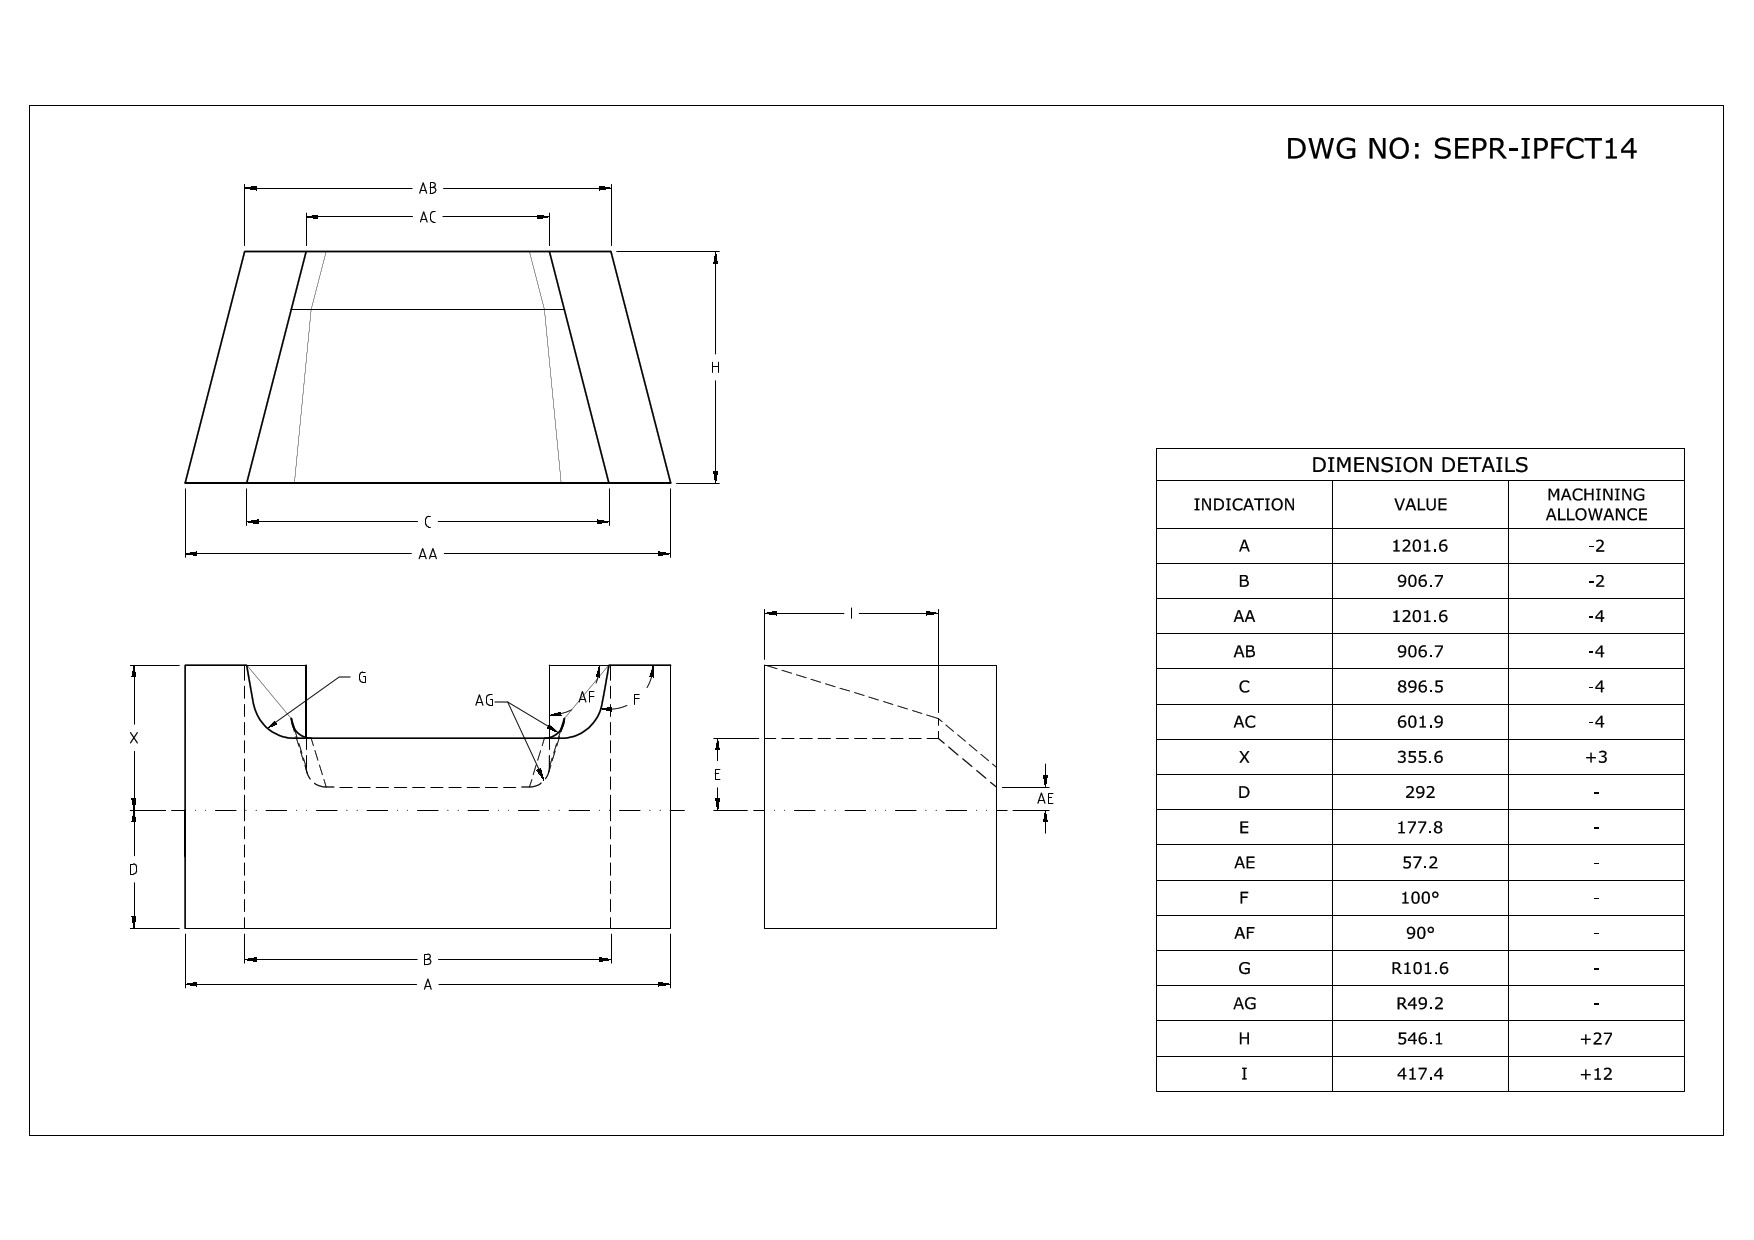 DWG NO: SEPR-IPFCT14
AB
AC
H
C
AA
I
G
AG
AF
F
X
E
AE
D
B
A
DIMENSION DETAILS
INDICATION VALUE MACHINING ALLOWANCE
A 1201.6 -2
B 906.7 -2
AA 1201.6 -4
AB 906.7 -4
C 896.5 -4
AC 601.9 -4
X 355.6 +3
D 292 -
E 177.8 -
AE 57.2 -
F 100° -
AF 90° -
G R101.6 -
AG R49.2 -
H 546.1 +27
I 417.4 +12